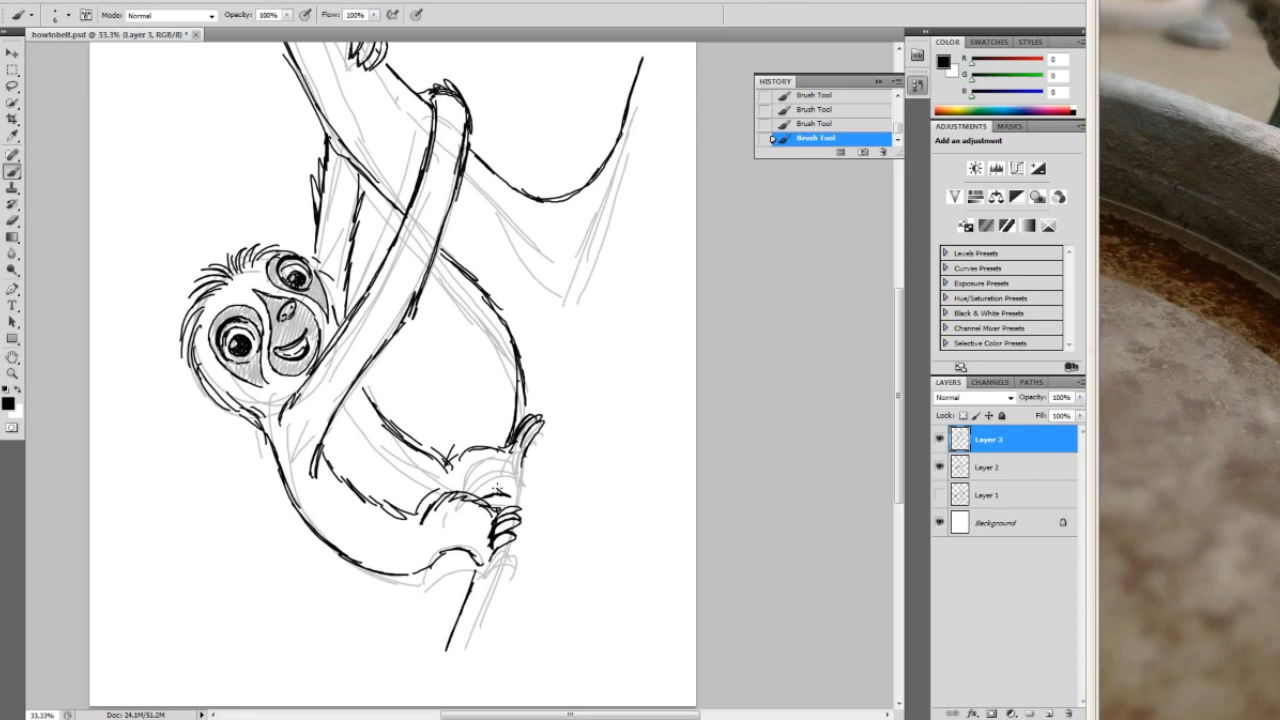 Mode: Normal Opacity: 100% Flow: 100%
howtobelt.psd @ 33.3% (Layer 3, RGB/8) *
HISTORY
Brush Tool
Brush Tool
Brush Tool
Brush Tool
COLOR SWATCHES STYLES
R 0
G 0
B 0
ADJUSTMENTS MASKS
Add an adjustment
Levels Presets
Curves Presets
Exposure Presets
Hue/Saturation Presets
Black & White Presets
Channel Mixer Presets
Selective Color Presets
LAYERS CHANNELS PATHS
Normal Opacity: 100%
Lock: Fill: 100%
Layer 3
Layer 2
Layer 1
Background
33.33% Doc: 24.1M/51.2M